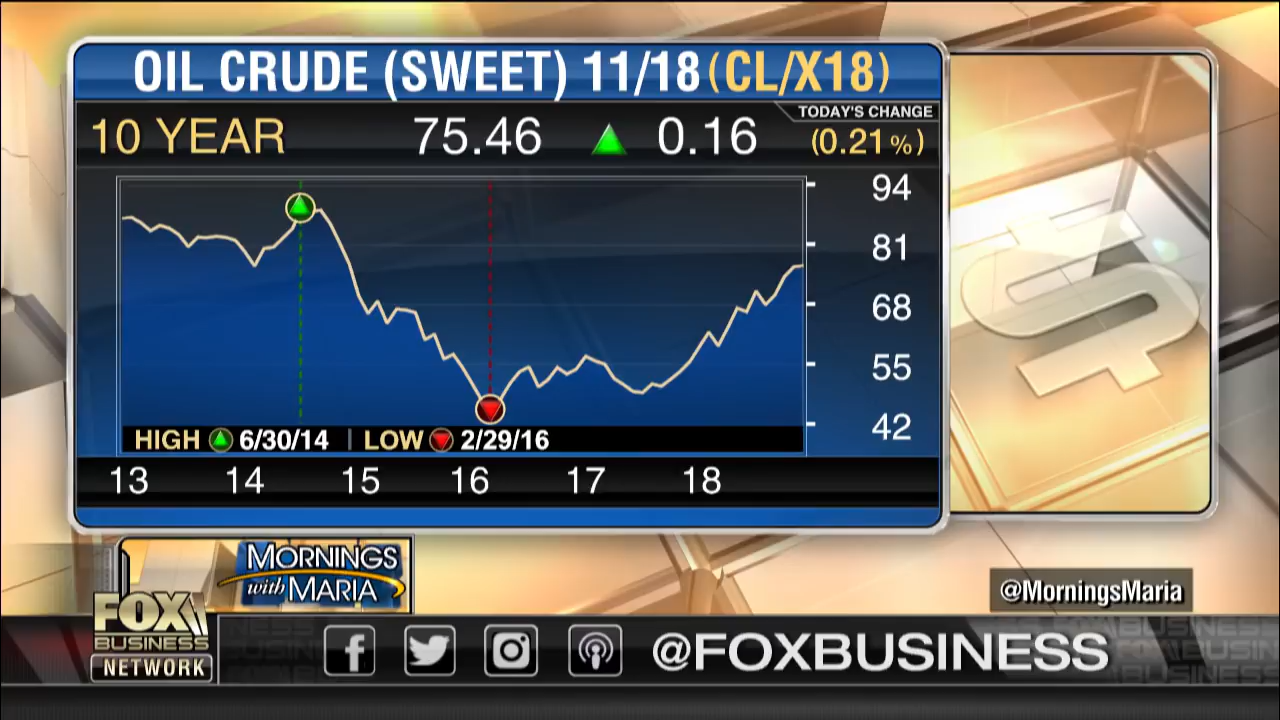 OIL CRUDE (SWEET) 11/18 (CL/X18)
TODAY'S CHANGE
10 YEAR 75.46 0.16 (0.21%)
94
81
68
55
42
HIGH 6/30/14 | LOW 2/29/16
13 14 15 16 17 18
MORNINGS
with MARIA
@MorningsMaria
FOX
BUSINESS
NETWORK
@FOXBUSINESS